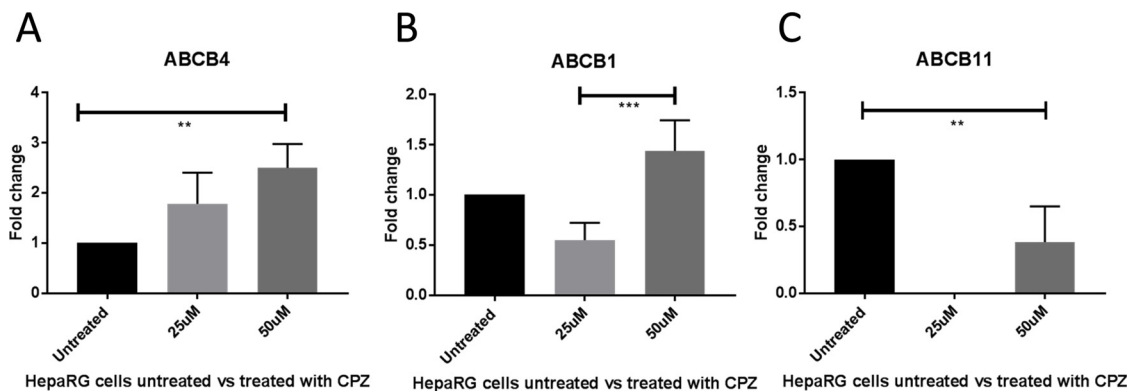 A
ABCB4
4
3
2
1
0
Fold change
**
Untreated
25uM
50uM
HepaRG cells untreated vs treated with CPZ
B
ABCB1
2.0
1.5
1.0
0.5
0.0
Fold change
***
Untreated
25uM
50uM
HepaRG cells untreated vs treated with CPZ
C
ABCB11
1.5
1.0
0.5
0.0
Fold change
**
Untreated
25uM
50uM
HepaRG cells untreated vs treated with CPZ